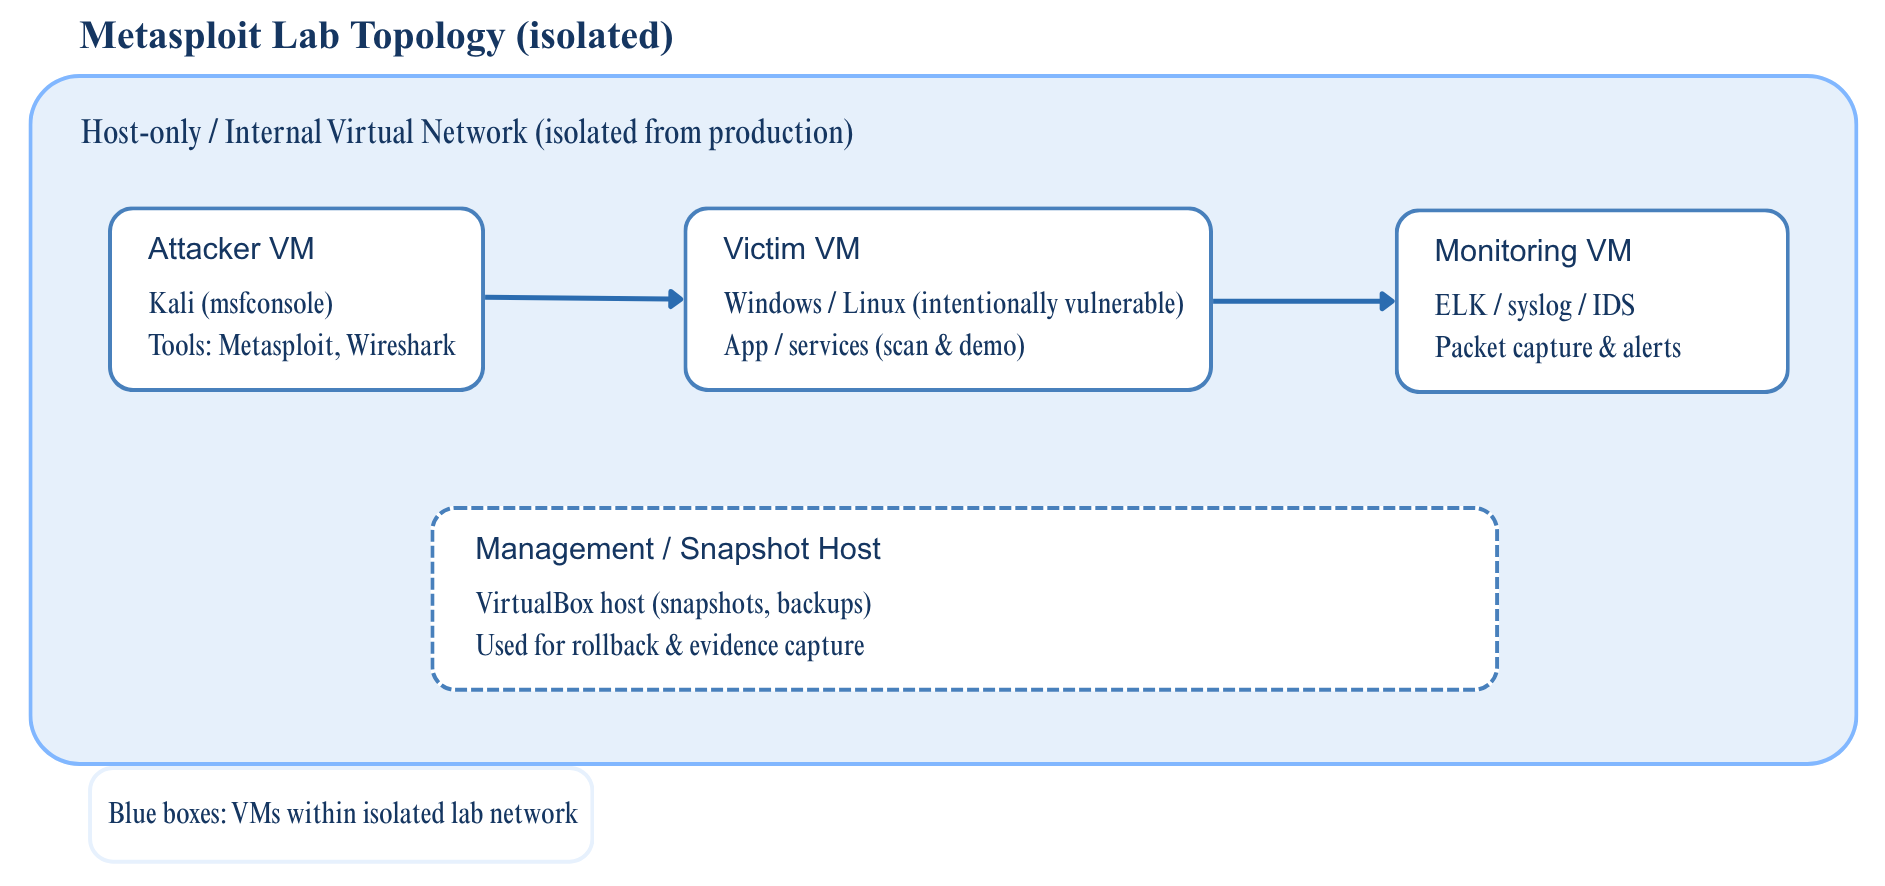 Metasploit Lab Topology (isolated)
Host-only / Internal Virtual Network (isolated from production)
Attacker VM
Kali (msfconsole)
Tools: Metasploit, Wireshark
Victim VM
Windows / Linux (intentionally vulnerable)
App / services (scan & demo)
Monitoring VM
ELK / syslog / IDS
Packet capture & alerts
Management / Snapshot Host
VirtualBox host (snapshots, backups)
Used for rollback & evidence capture
Blue boxes: VMs within isolated lab network